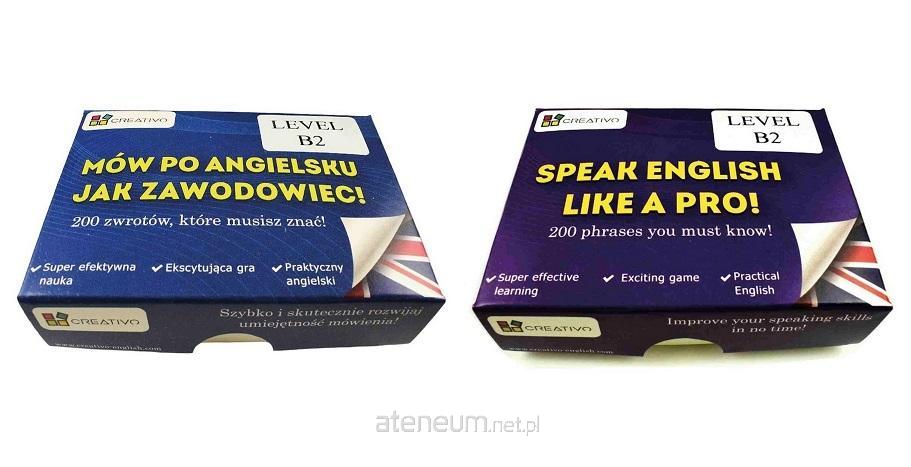 CREATIVO
LEVEL
B2
MÓW PO ANGIELSKU
JAK ZAWODOWIEC!
200 zwrotów, które musisz znać!
✓ Super efektywna
nauka
✓ Ekscytująca gra
✓ Praktyczny
angielski
CREATIVO
Szybko i skutecznie rozwijaj
umiejętność mówienia!
www.creativo-english.com
CREATIVO
LEVEL
B2
SPEAK ENGLISH
LIKE A PRO!
200 phrases you must know!
✓ Super effective
learning
✓ Exciting game
✓ Practical
English
CREATIVO
Improve your speaking skills
in no time!
www.creativo-english.com
ateneum.net.pl